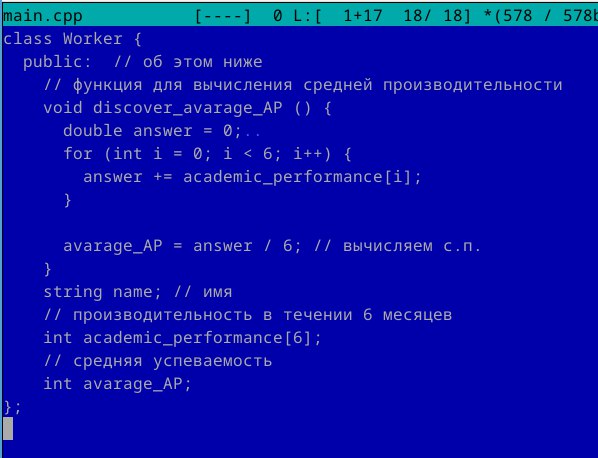 main.cpp [----] 0 L:[ 1+17 18/ 18] *(578 / 578b
class Worker {
public: // об этом ниже
// функция для вычисления средней производительности
void discover_avarage_AP () {
double answer = 0;..
for (int i = 0; i < 6; i++) {
answer += academic_performance[i];
}
avarage_AP = answer / 6; // вычисляем с.п.
}
string name; // имя
// производительность в течении 6 месяцев
int academic_performance[6];
// средняя успеваемость
int avarage_AP;
};